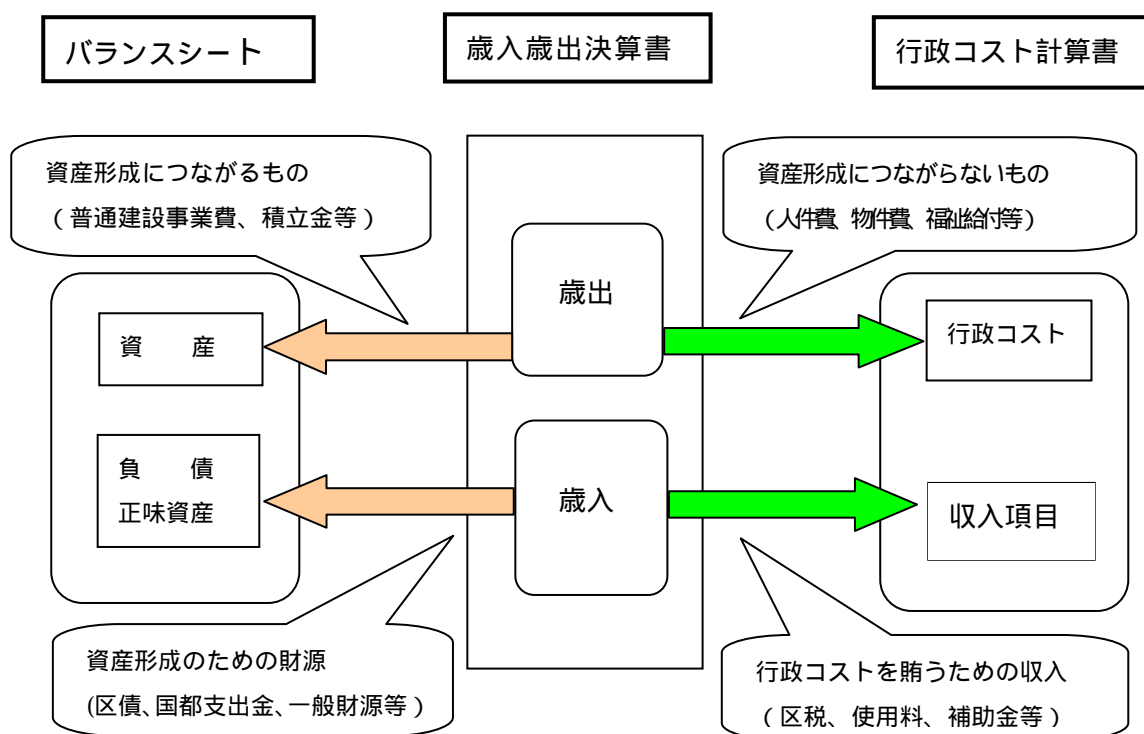 バランスシート
歳入歳出決算書
行政コスト計算書
資産形成につながるもの
（普通建設事業費、積立金等）
資産形成につながらないもの
（人件費、物件費、福祉給付等）
歳出
資　　産
行政コスト
負　　債
正味資産
歳入
収入項目
資産形成のための財源
(区債、国都支出金、一般財源等）
行政コストを賄うための収入
（区税、使用料、補助金等）